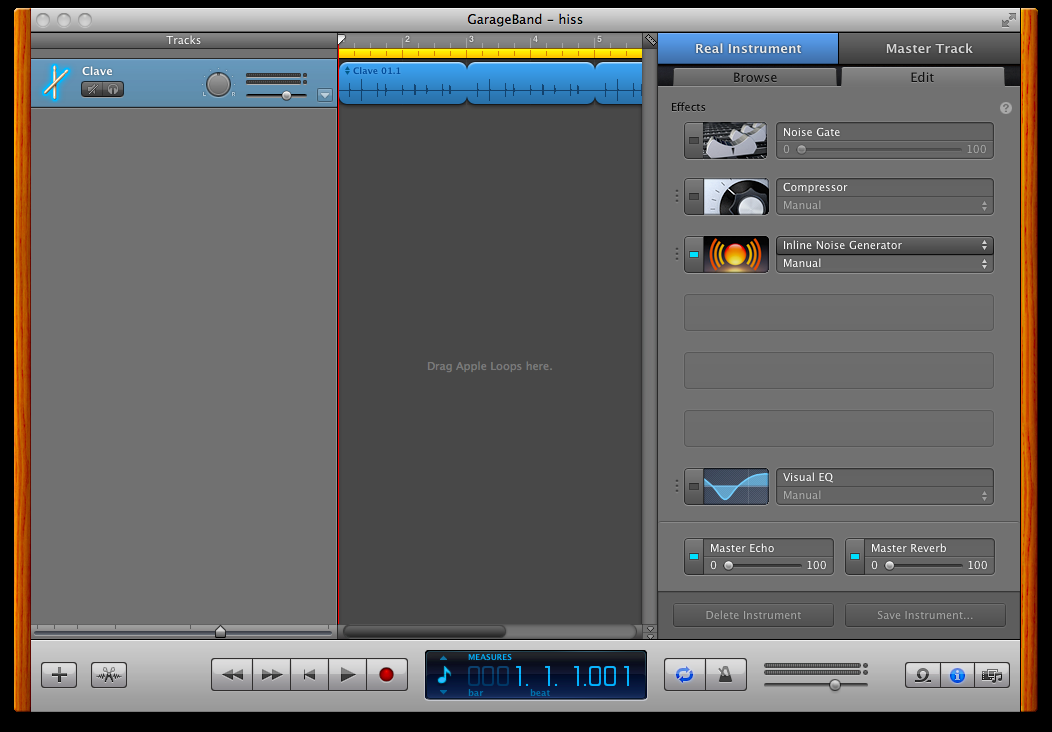 GarageBand - hiss
Tracks
2 3 4 5
Real Instrument
Master Track
Clave
L R
Clave 01.1
Browse
Edit
Effects
?
Noise Gate
0 100
Compressor
Manual
Inline Noise Generator
Manual
Drag Apple Loops here.
Visual EQ
Manual
Master Echo
0 100
Master Reverb
0 100
Delete Instrument
Save Instrument...
MEASURES
0001. 1. 1.001
bar beat